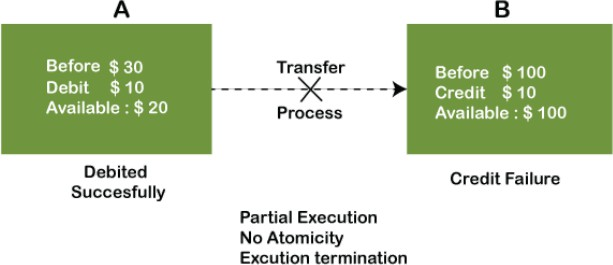 A
B
Before $ 30
Debit $ 10
Available : $ 20
Transfer
Process
Before $ 100
Credit $ 10
Available : $ 100
Debited
Succesfully
Credit Failure
Partial Execution
No Atomicity
Excution termination